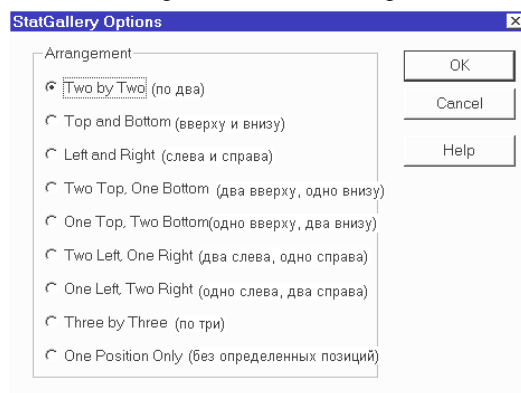 StatGallery Options
Arrangement
Two by Two (по два)
Top and Bottom (вверху и внизу)
Left and Right (слева и справа)
Two Top, One Bottom (два вверху, одно внизу)
One Top, Two Bottom(одно вверху, два внизу)
Two Left, One Right (два слева, одно справа)
One Left, Two Right (одно слева, два справа)
Three by Three (по три)
One Position Only (без определенных позиций)
OK
Cancel
Help